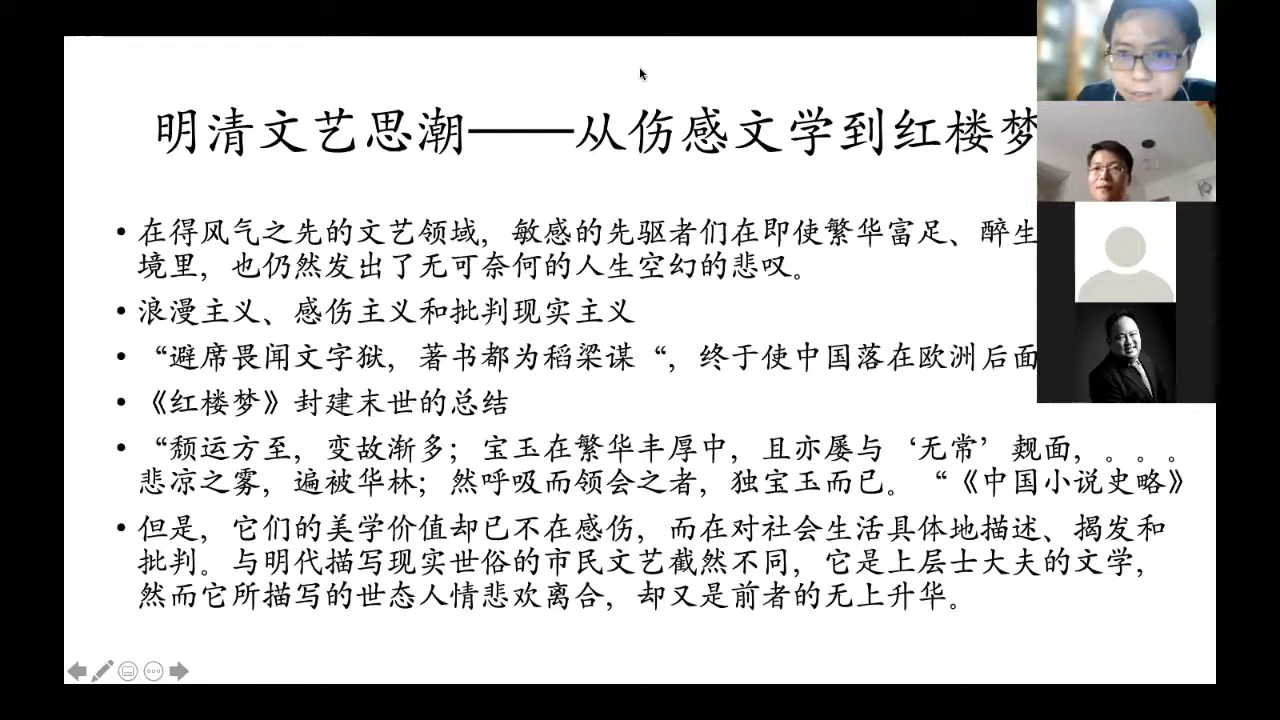 明清文艺思潮——从伤感文学到红楼梦
• 在得风气之先的文艺领域，敏感的先驱者们在即使繁华富足、醉生
境里，也仍然发出了无可奈何的人生空幻的悲叹。
• 浪漫主义、感伤主义和批判现实主义
• “避席畏闻文字狱，著书都为稻梁谋“，终于使中国落在欧洲后面
• 《红楼梦》封建末世的总结
• “颓运方至，变故渐多；宝玉在繁华丰厚中，且亦屡与‘无常’觌面，。。。
悲凉之雾，遍被华林；然呼吸而领会之者，独宝玉而已。“《中国小说史略》
• 但是，它们的美学价值却已不在感伤，而在对社会生活具体地描述、揭发和
批判。与明代描写现实世俗的市民文艺截然不同，它是上层士大夫的文学，
然而它所描写的世态人情悲欢离合，却又是前者的无上升华。